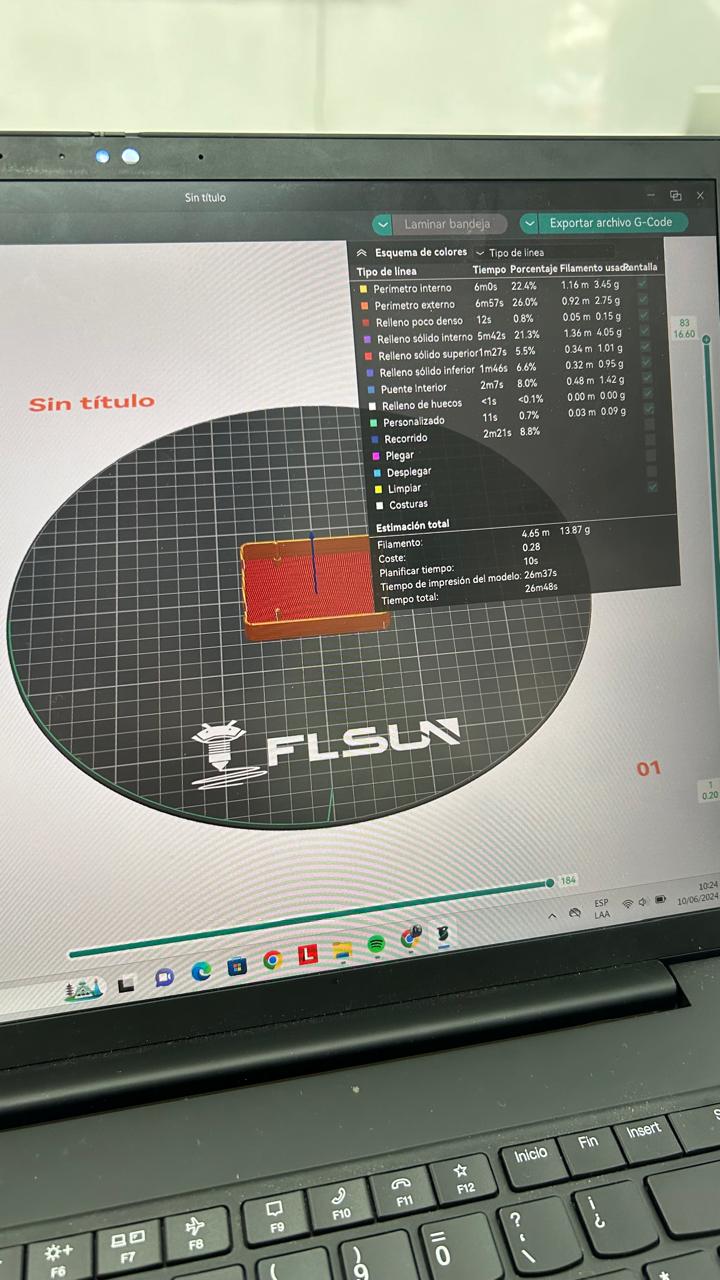 Sin título
Laminar bandeja
Exportar archivo G-Code
Esquema de colores Tipo de linea
Tipo de línea Tiempo Porcentaje Filamento usado Pantalla
Perimetro interno 6m0s 22.4% 1.16 m 3.45 g
Perimetro externo 6m57s 26.0% 0.92 m 2.75 g
Relleno poco denso 12s 0.8% 0.05 m 0.15 g
Relleno sólido interno 5m42s 21.3% 1.36 m 4.05 g
Relleno sólido superior 1m27s 5.5% 0.34 m 1.01 g
Relleno sólido inferior 1m46s 6.6% 0.32 m 0.95 g
Puente Interior 2m7s 8.0% 0.48 m 1.42 g
Relleno de huecos <1s <0.1% 0.00 m 0.00 g
Personalizado 11s 0.7% 0.03 m 0.09 g
Recorrido 2m21s 8.8%
Plegar
Desplegar
Limpiar
Costuras
Estimación total
Filamento: 4.65 m 13.87 g
Coste: 0.28
Planificar tiempo: 10s
Tiempo de impresión del modelo: 26m37s
Tiempo total: 26m48s
83
16.60
Sin título
FLSUN
01
1
0.20
184
ESP
LAA
10:24
10/06/2024
L
Inicio
Fin
Insert
F6
F7
F8
F9
F10
F11
F12
(
)
9
=
0
?
'
\
¡
¿
*